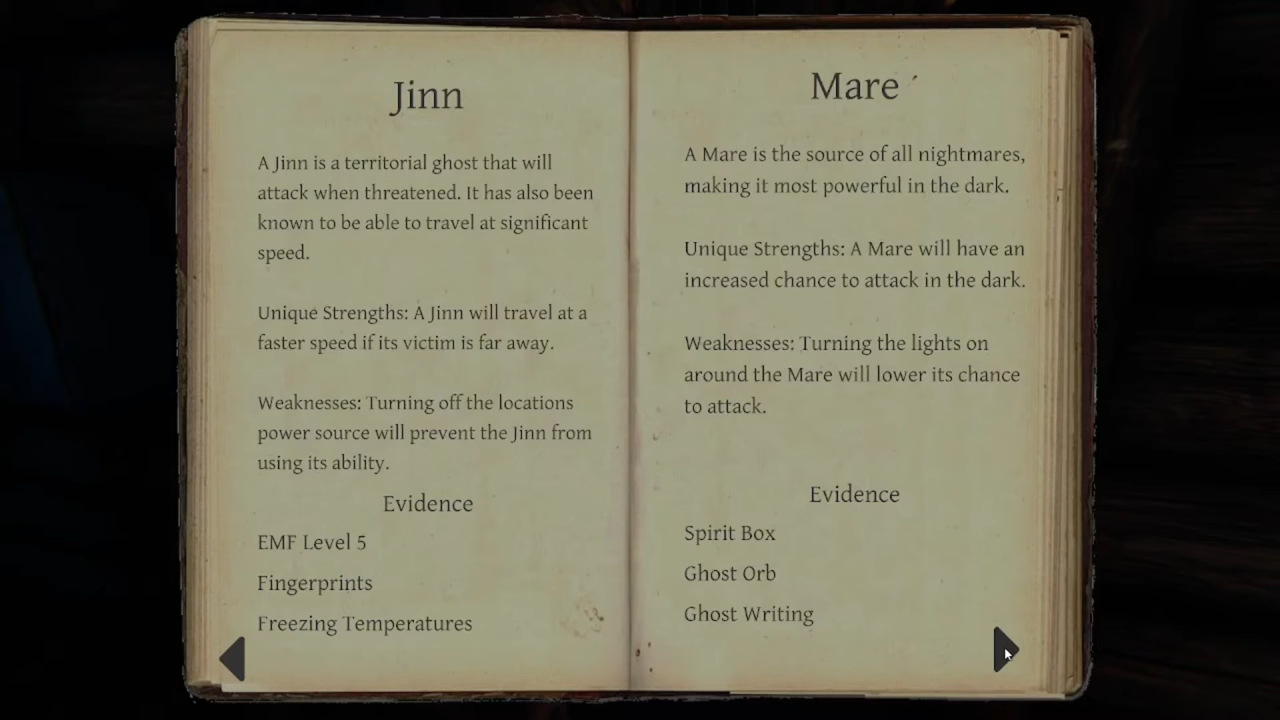 Jinn
A Jinn is a territorial ghost that will
attack when threatened. It has also been
known to be able to travel at significant
speed.
Unique Strengths: A Jinn will travel at a
faster speed if its victim is far away.
Weaknesses: Turning off the locations
power source will prevent the Jinn from
using its ability.
Evidence
EMF Level 5
Fingerprints
Freezing Temperatures
Mare
A Mare is the source of all nightmares,
making it most powerful in the dark.
Unique Strengths: A Mare will have an
increased chance to attack in the dark.
Weaknesses: Turning the lights on
around the Mare will lower its chance
to attack.
Evidence
Spirit Box
Ghost Orb
Ghost Writing